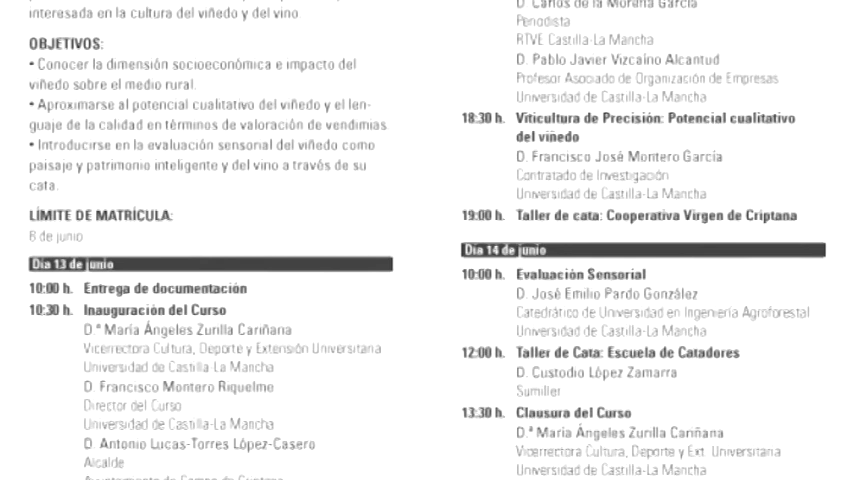 interesada en la cultura del viñedo y del vino
OBJETIVOS:
• Conocer la dimensión socioeconómica e impacto del
viñedo sobre el medio rural.
• Aproximarse al potencial cualitativo del viñedo y el len-
guaje de la calidad en términos de valoración de vendimias.
• Introducirse en la evaluación sensorial del viñedo como
paisaje y patrimonio inteligente y del vino a través de su
cata.
LÍMITE DE MATRÍCULA:
8 de junio
Día 13 de junio
10:00 h. Entrega de documentación
10:30 h. Inauguración del Curso
D.ª María Ángeles Zurilla Cariñana
Vicerrectora Cultura, Deporte y Extensión Universitaria
Universidad de Castilla-La Mancha
D. Francisco Montero Riquelme
Director del Curso
Universidad de Castilla-La Mancha
D. Antonio Lucas-Torres López-Casero
Alcalde
Ayuntamiento de Campo de Criptana
D. Carlos de la Morena García
Periodista
RTVE Castilla-La Mancha
D. Pablo Javier Vizcaíno Alcantud
Profesor Asociado de Organización de Empresas
Universidad de Castilla-La Mancha
18:30 h. Viticultura de Precisión: Potencial cualitativo
del viñedo
D. Francisco José Montero García
Contratado de Investigación
Universidad de Castilla-La Mancha
19:00 h. Taller de cata: Cooperativa Virgen de Criptana
Día 14 de junio
10:00 h. Evaluación Sensorial
D. José Emilio Pardo González
Catedrático de Universidad en Ingeniería Agroforestal
Universidad de Castilla-La Mancha
12:00 h. Taller de Cata: Escuela de Catadores
D. Custodio López Zamarra
Sumiller
13:30 h. Clausura del Curso
D.ª María Ángeles Zurilla Cariñana
Vicerrectora Cultura, Deporte y Ext. Universitaria
Universidad de Castilla-La Mancha